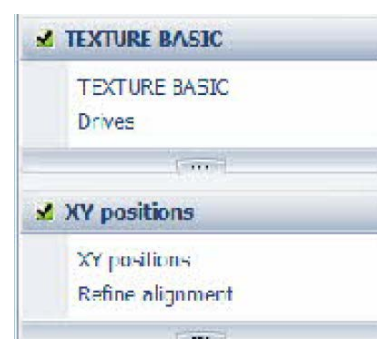 TEXTURE BASIC
TEXTURE BASIC
Drives
XY positions
XY positions
Refine alignment